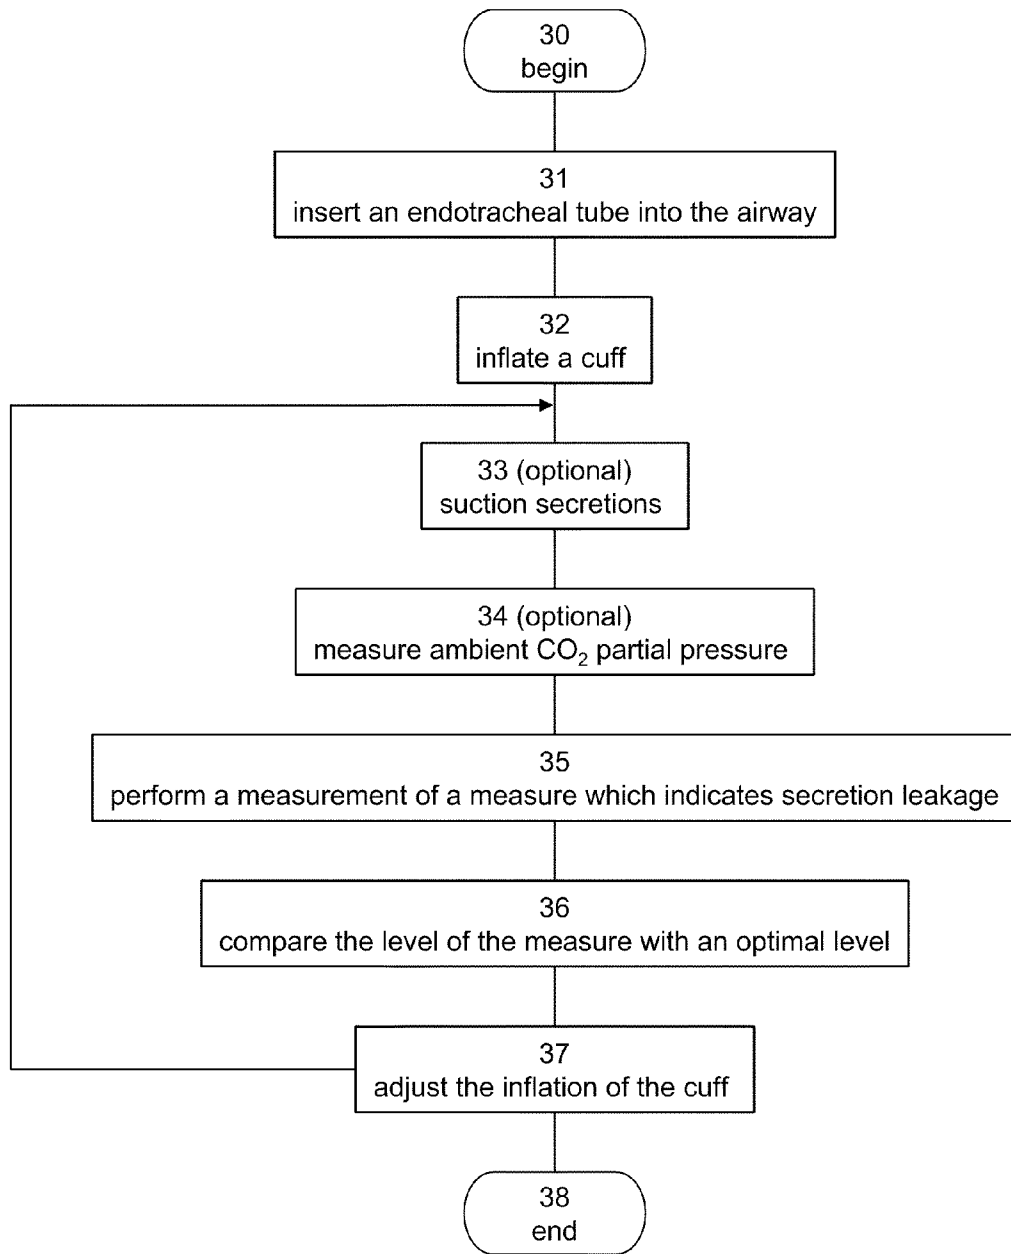 30
begin
31
insert an endotracheal tube into the airway
32
inflate a cuff
33 (optional)
suction secretions
34 (optional)
measure ambient CO₂ partial pressure
35
perform a measurement of a measure which indicates secretion leakage
36
compare the level of the measure with an optimal level
37
adjust the inflation of the cuff
38
end